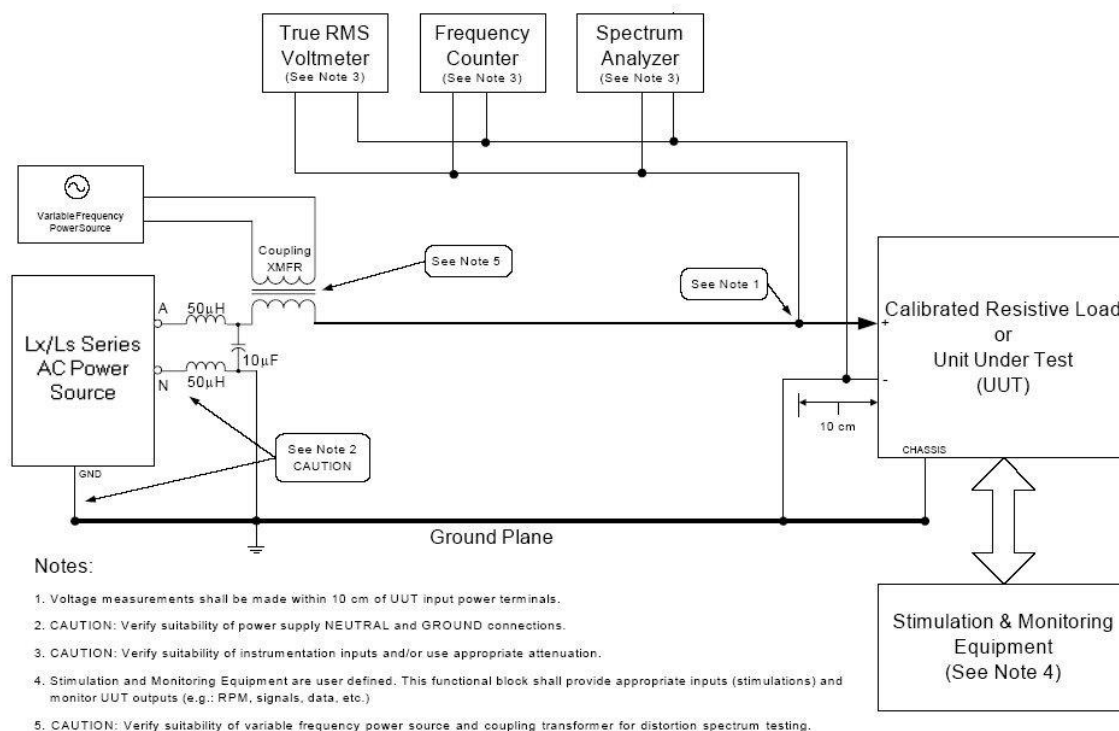 True RMS
Voltmeter
(See Note 3)
Frequency
Counter
(See Note 3)
Spectrum
Analyzer
(See Note 3)
Variable Frequency
Power Source
Coupling
XMFR
See Note 5
See Note 1
Lx/Ls Series
AC Power
Source
A
50µH
10µF
N
50µH
GND
See Note 2
CAUTION
Calibrated Resistive Load
or
Unit Under Test
(UUT)
+
-
10 cm
CHASSIS
Ground Plane
Stimulation & Monitoring
Equipment
(See Note 4)
Notes:
1. Voltage measurements shall be made within 10 cm of UUT input power terminals.
2. CAUTION: Verify suitability of power supply NEUTRAL and GROUND connections.
3. CAUTION: Verify suitability of instrumentation inputs and/or use appropriate attenuation.
4. Stimulation and Monitoring Equipment are user defined. This functional block shall provide appropriate inputs (stimulations) and
monitor UUT outputs (e.g.: RPM, signals, data, etc.)
5. CAUTION: Verify suitability of variable frequency power source and coupling transformer for distortion spectrum testing.